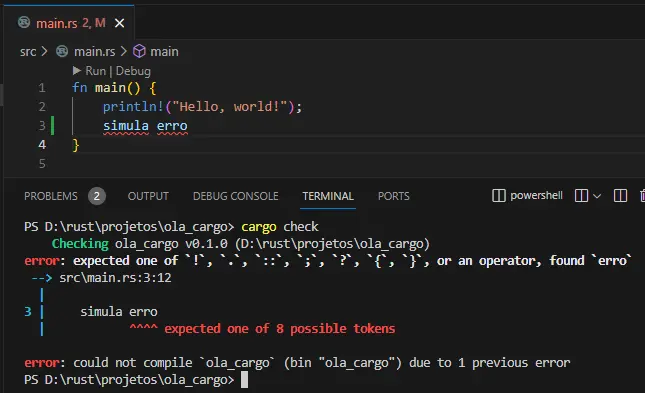 main.rs 2, M
src > main.rs > main
Run | Debug
1 fn main() {
2 println!("Hello, world!");
3 simula erro
4 }
5
PROBLEMS 2 OUTPUT DEBUG CONSOLE TERMINAL PORTS powershell
PS D:\rust\projetos\ola_cargo> cargo check
Checking ola_cargo v0.1.0 (D:\rust\projetos\ola_cargo)
error: expected one of `!`, `.`, `::`, `;`, `?`, `{`, `}`, or an operator, found `erro`
--> src\main.rs:3:12
|
3 | simula erro
| ^^^^ expected one of 8 possible tokens
error: could not compile `ola_cargo` (bin "ola_cargo") due to 1 previous error
PS D:\rust\projetos\ola_cargo>